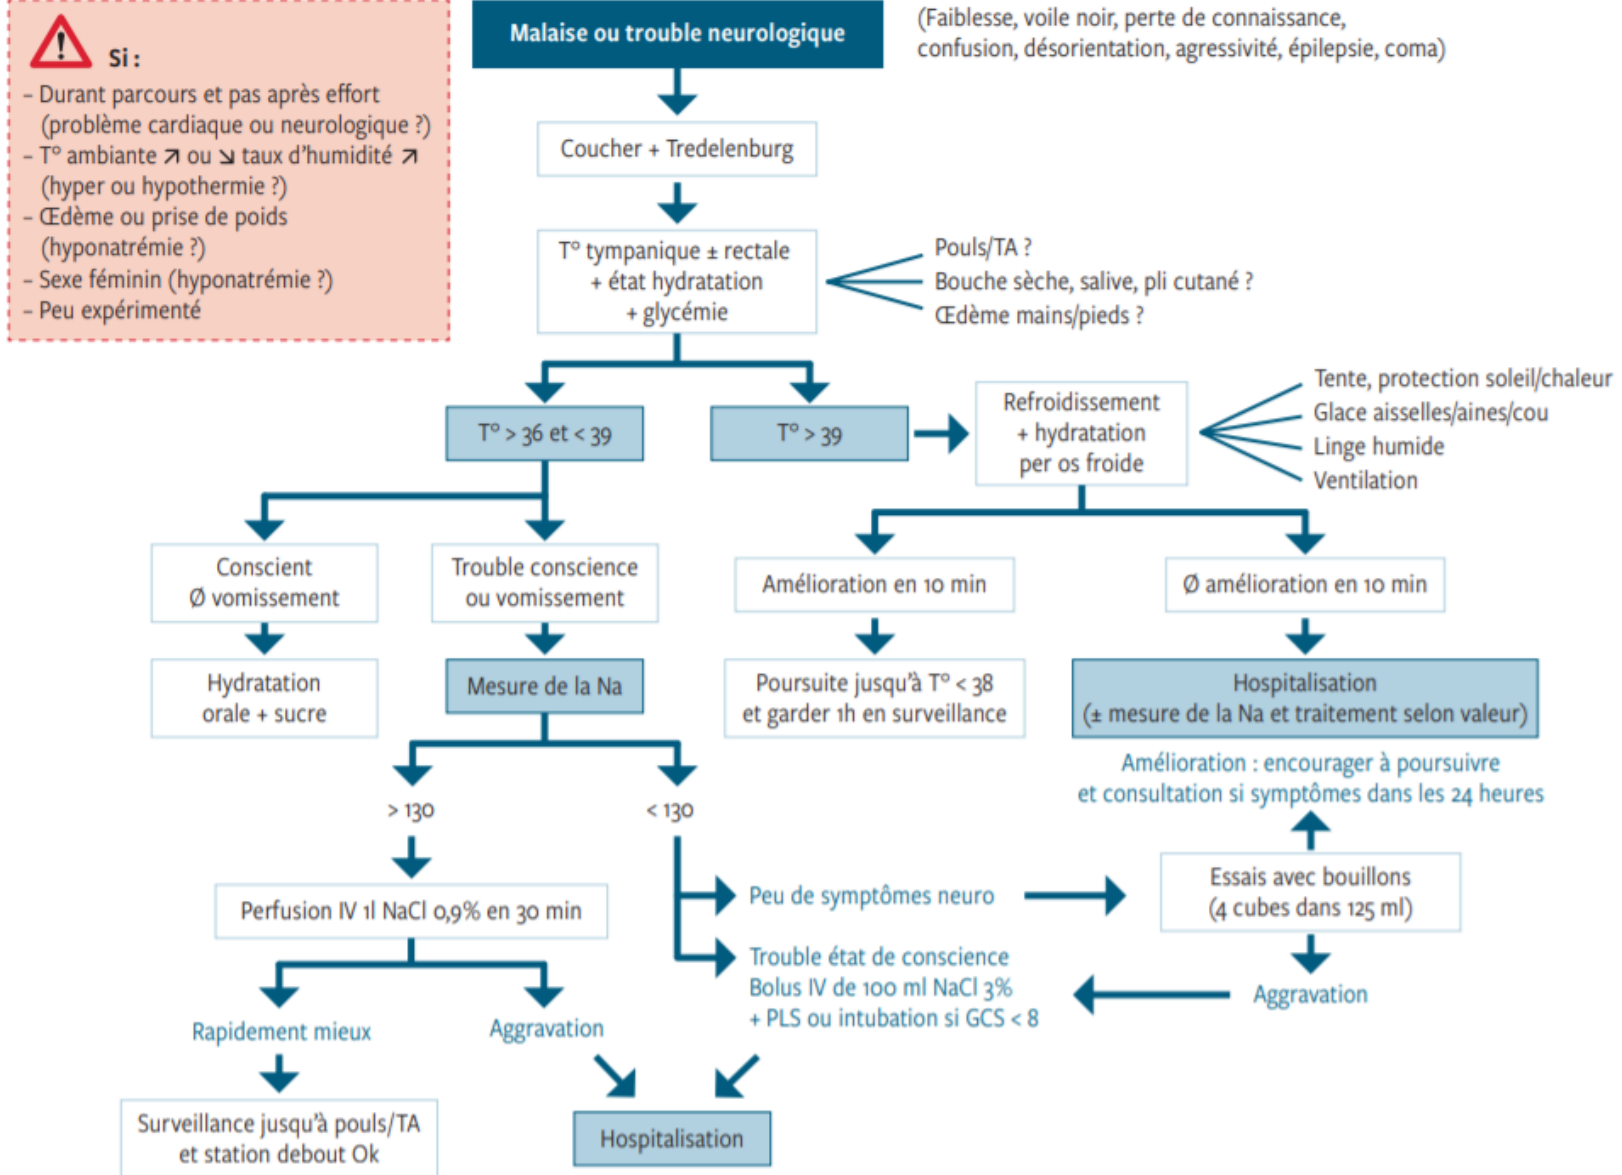 Si :
– Durant parcours et pas après effort
(problème cardiaque ou neurologique ?)
– T° ambiante ↗ ou ↘ taux d’humidité ↗
(hyper ou hypothermie ?)
– Œdème ou prise de poids
(hyponatrémie ?)
– Sexe féminin (hyponatrémie ?)
– Peu expérimenté
Malaise ou trouble neurologique
(Faiblesse, voile noir, perte de connaissance,
confusion, désorientation, agressivité, épilepsie, coma)
Coucher + Tredelenburg
T° tympanique ± rectale
+ état hydratation
+ glycémie
Pouls/TA ?
Bouche sèche, salive, pli cutané ?
Œdème mains/pieds ?
T° > 36 et < 39
T° > 39
Refroidissement
+ hydratation
per os froide
Tente, protection soleil/chaleur
Glace aisselles/aines/cou
Linge humide
Ventilation
Conscient
Ø vomissement
Trouble conscience
ou vomissement
Amélioration en 10 min
Ø amélioration en 10 min
Hydratation
orale + sucre
Mesure de la Na
Poursuite jusqu’à T° < 38
et garder 1h en surveillance
Hospitalisation
(± mesure de la Na et traitement selon valeur)
Amélioration : encourager à poursuivre
et consultation si symptômes dans les 24 heures
> 130
< 130
Perfusion IV 1l NaCl 0,9% en 30 min
Peu de symptômes neuro
Essais avec bouillons
(4 cubes dans 125 ml)
Trouble état de conscience
Bolus IV de 100 ml NaCl 3%
+ PLS ou intubation si GCS < 8
Aggravation
Rapidement mieux
Aggravation
Surveillance jusqu’à pouls/TA
et station debout Ok
Hospitalisation